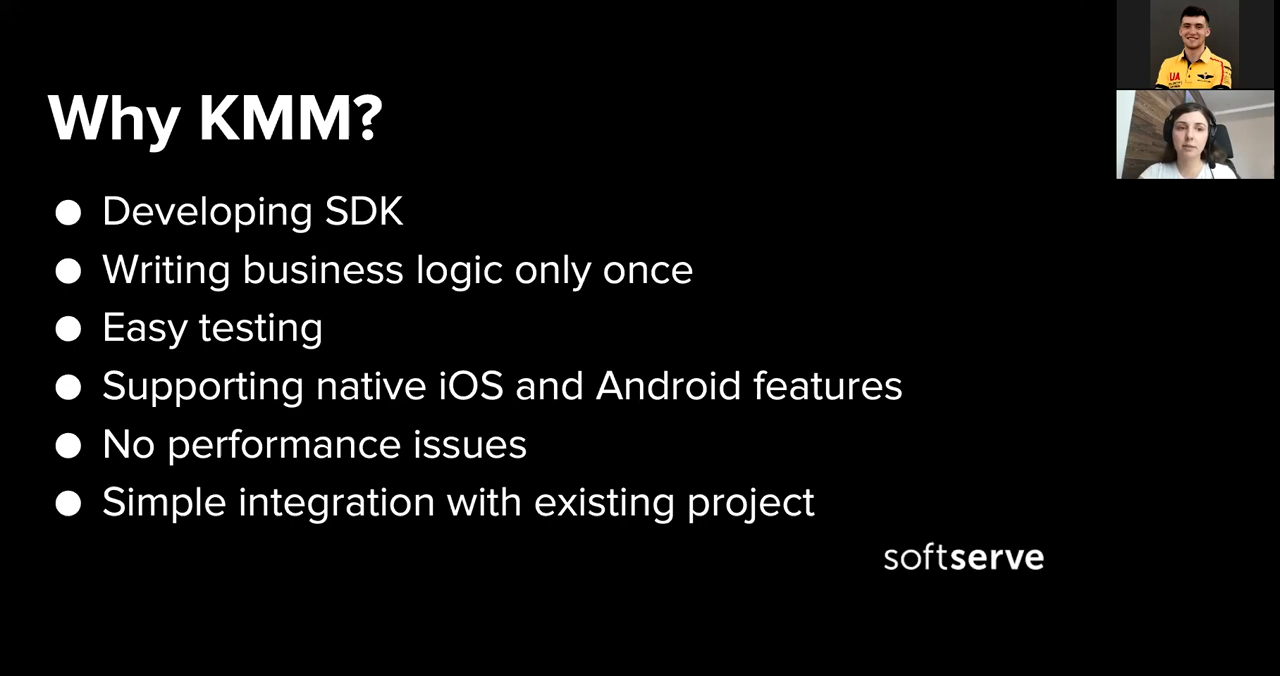 Why KMM?
Developing SDK
Writing business logic only once
Easy testing
Supporting native iOS and Android features
No performance issues
Simple integration with existing project
softserve
UA